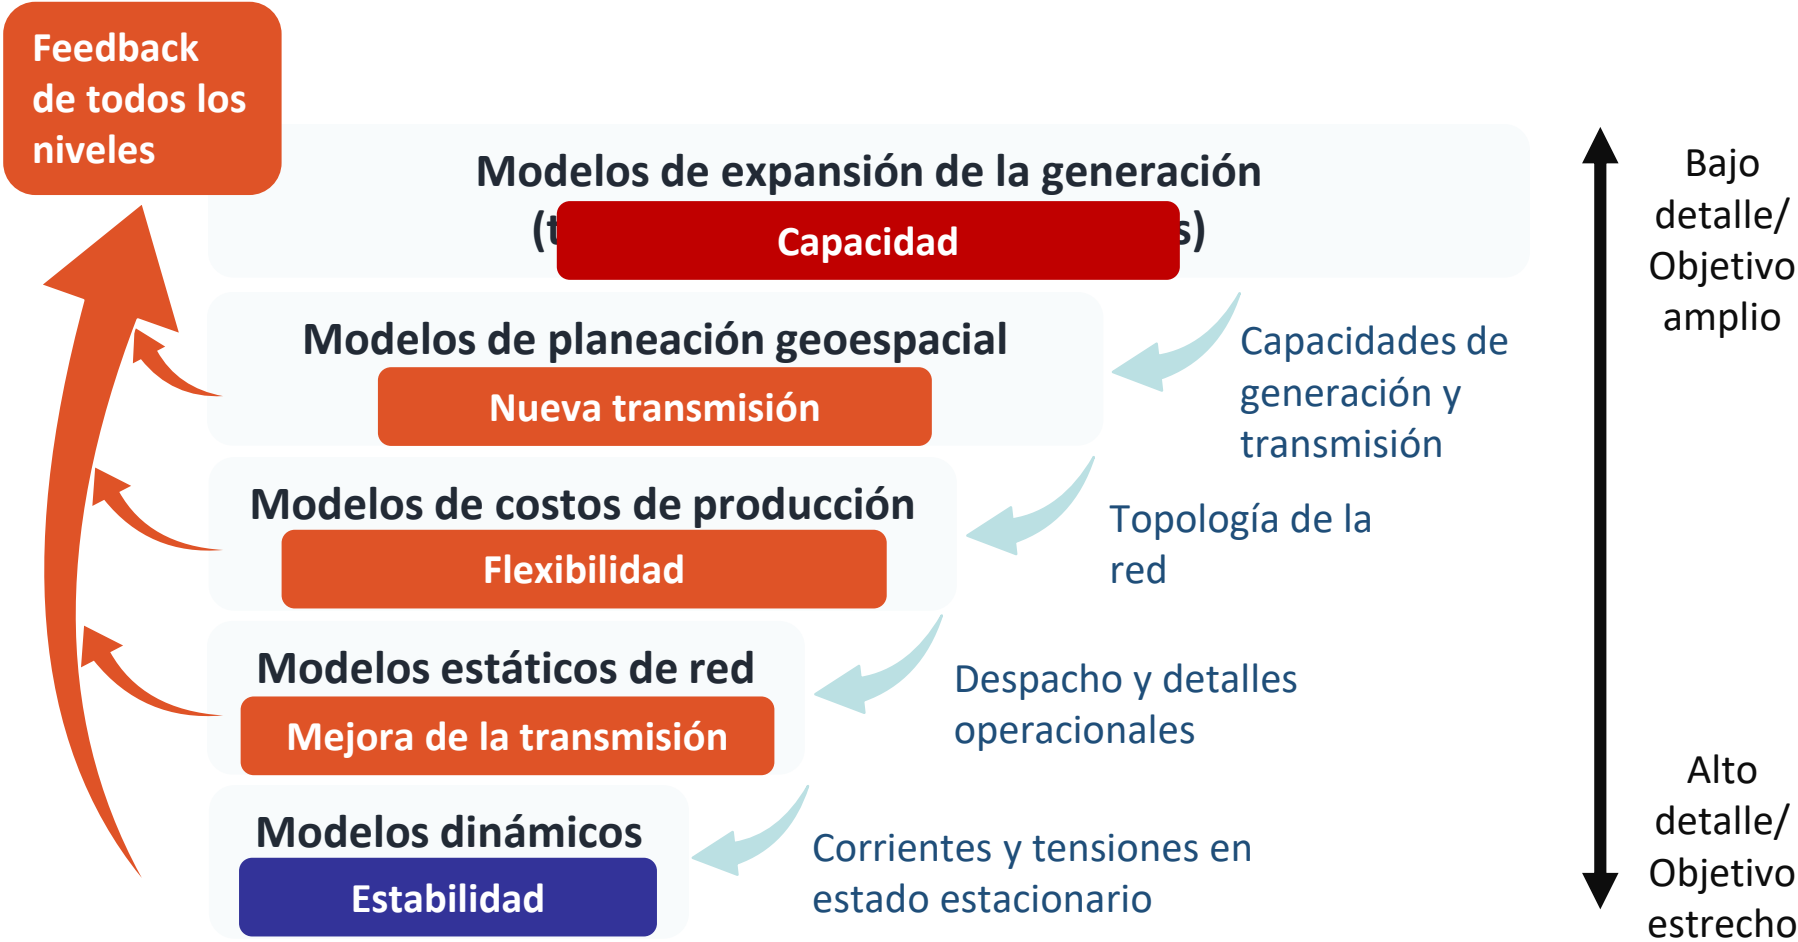 Feedback
de todos los
niveles
Modelos de expansión de la generación
Capacidad
Modelos de planeación geoespacial
Nueva transmisión
Modelos de costos de producción
Flexibilidad
Modelos estáticos de red
Mejora de la transmisión
Modelos dinámicos
Estabilidad
Capacidades de
generación y
transmisión
Topología de la
red
Despacho y detalles
operacionales
Corrientes y tensiones en
estado estacionario
Bajo
detalle/
Objetivo
amplio
Alto
detalle/
Objetivo
estrecho